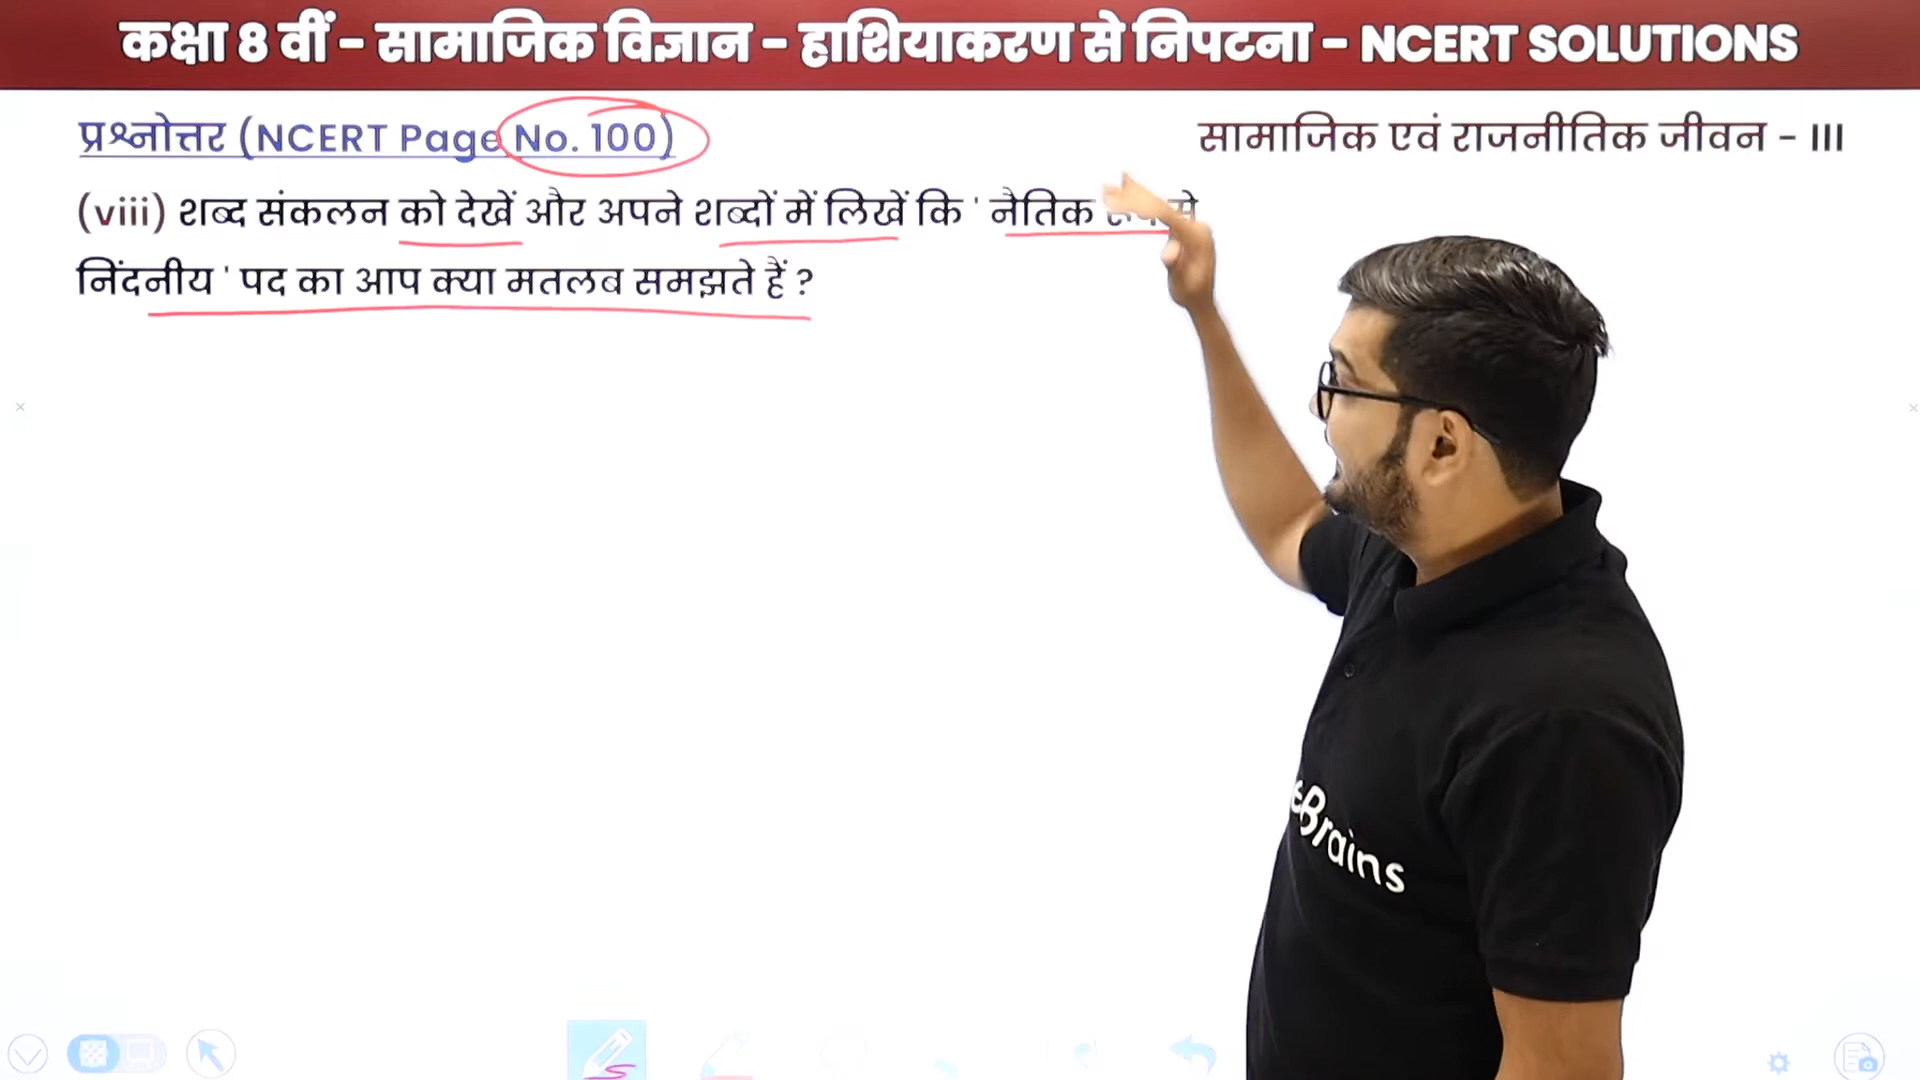 कक्षा 8 वीं - सामाजिक विज्ञान - हाशियाकरण से निपटना - NCERT SOLUTIONS
प्रश्नोत्तर (NCERT Page No. 100)
सामाजिक एवं राजनीतिक जीवन - III
(viii) शब्द संकलन को देखें और अपने शब्दों में लिखें कि ' नैतिक से
निंदनीय ' पद का आप क्या मतलब समझते हैं ?
eBrains